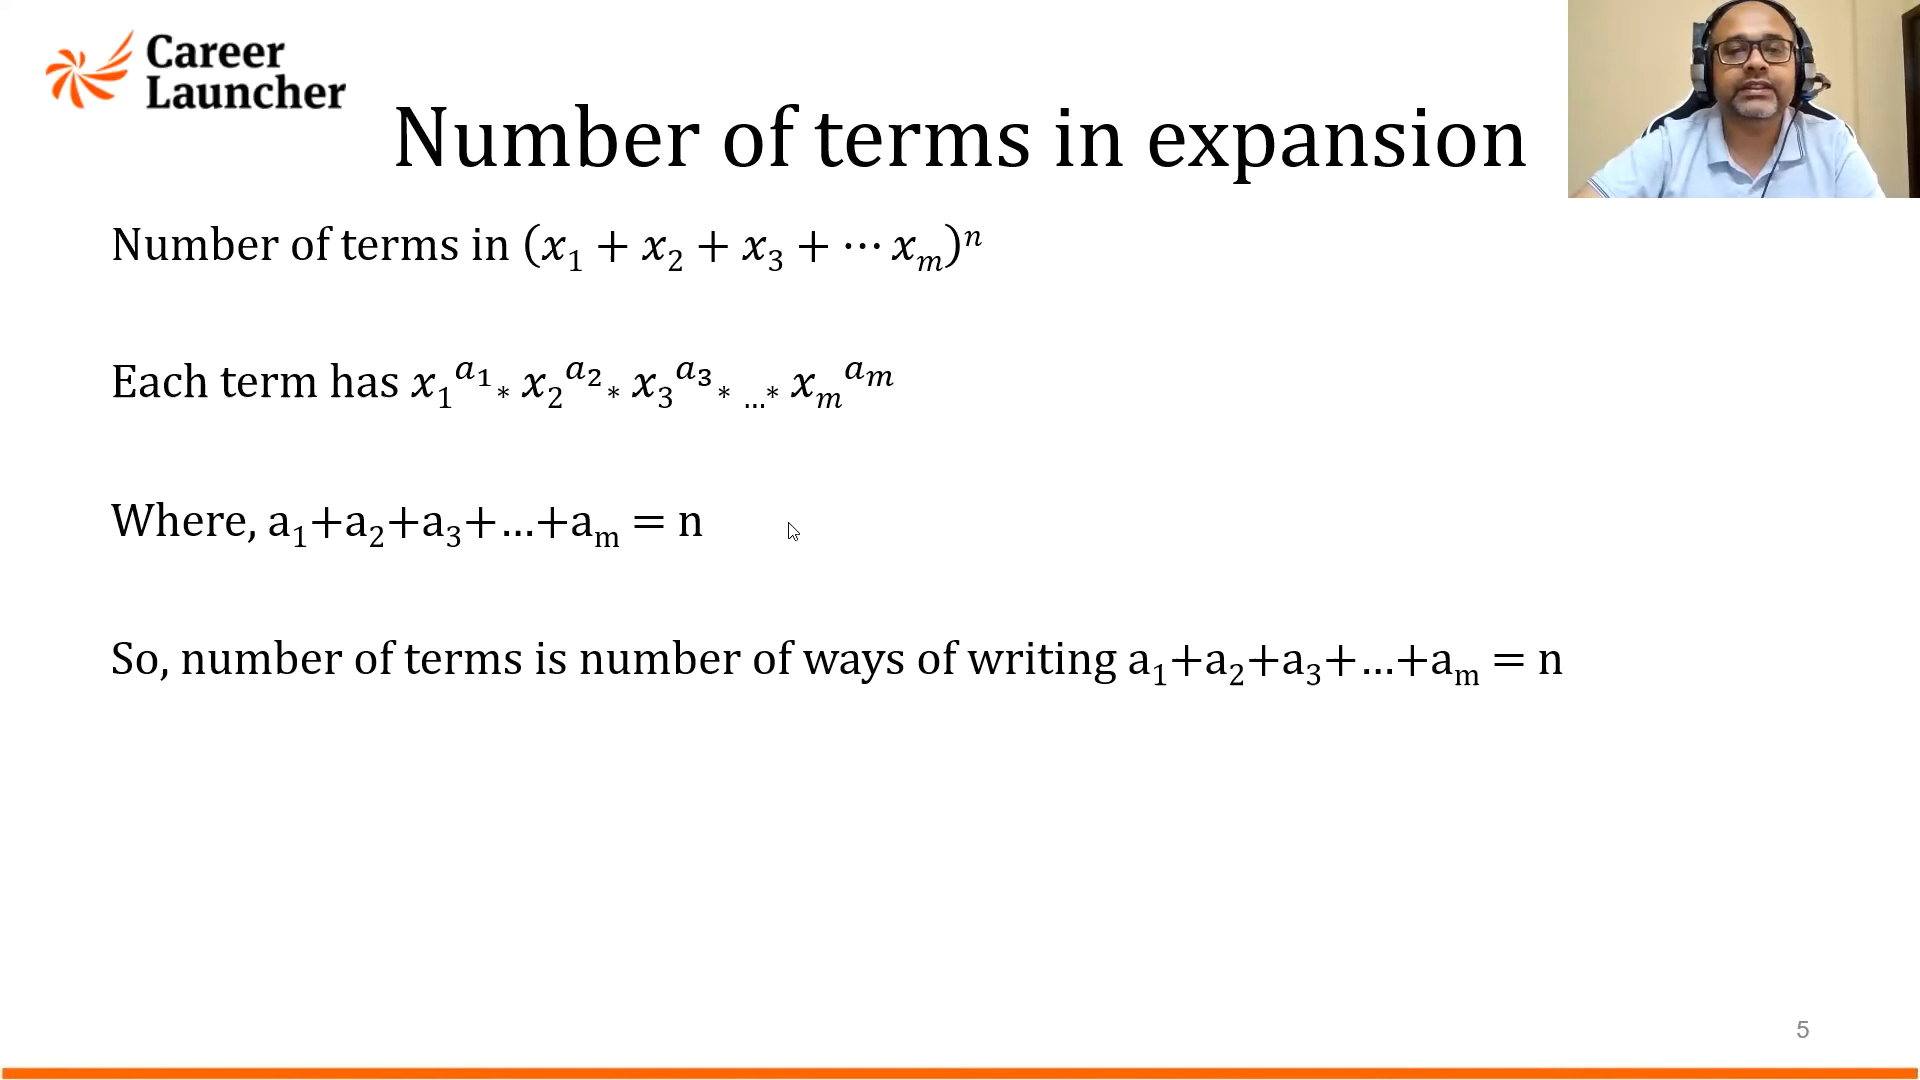 Career
Launcher
Number of terms in expansion
Number of terms in (x₁ + x₂ + x₃ + ⋯ xₘ)ⁿ
Each term has x₁^a₁ * x₂^a₂ * x₃^a₃ * ...* xₘ^aₘ
Where, a₁+a₂+a₃+...+aₘ = n
So, number of terms is number of ways of writing a₁+a₂+a₃+...+aₘ = n
5